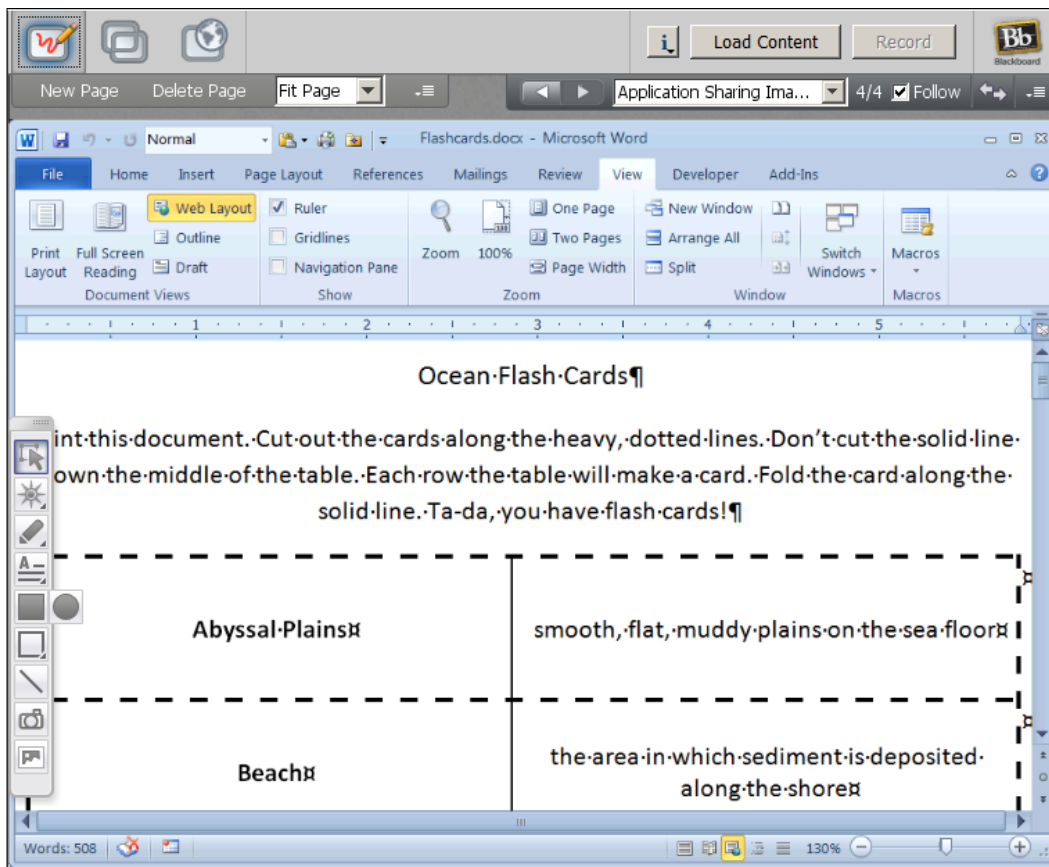 Load Content
Record
Bb
Blackboard
New Page Delete Page Fit Page Application Sharing Ima... 4/4 Follow
W Normal Flashcards.docx - Microsoft Word
File Home Insert Page Layout References Mailings Review View Developer Add-Ins
Web Layout Ruler One Page New Window
Outline Gridlines Two Pages Arrange All
Print Layout Full Screen Reading Draft Navigation Pane Zoom 100% Page Width Split Switch Windows Macros
Document Views Show Zoom Window Macros
1 2 3 4 5
Ocean·Flash·Cards¶
int·this·document.·Cut·out·the·cards·along·the·heavy,·dotted·lines.·Don't·cut·the·solid·line·
own·the·middle·of·the·table.·Each·row·the·table·will·make·a·card.·Fold·the·card·along·the·
solid·line.·Ta-da,·you·have·flash·cards!¶
Abyssal·Plains¤
smooth,·flat,·muddy·plains·on·the·sea·floor¤
Beach¤
the·area·in·which·sediment·is·deposited·
along·the·shore¤
Words: 508 130%